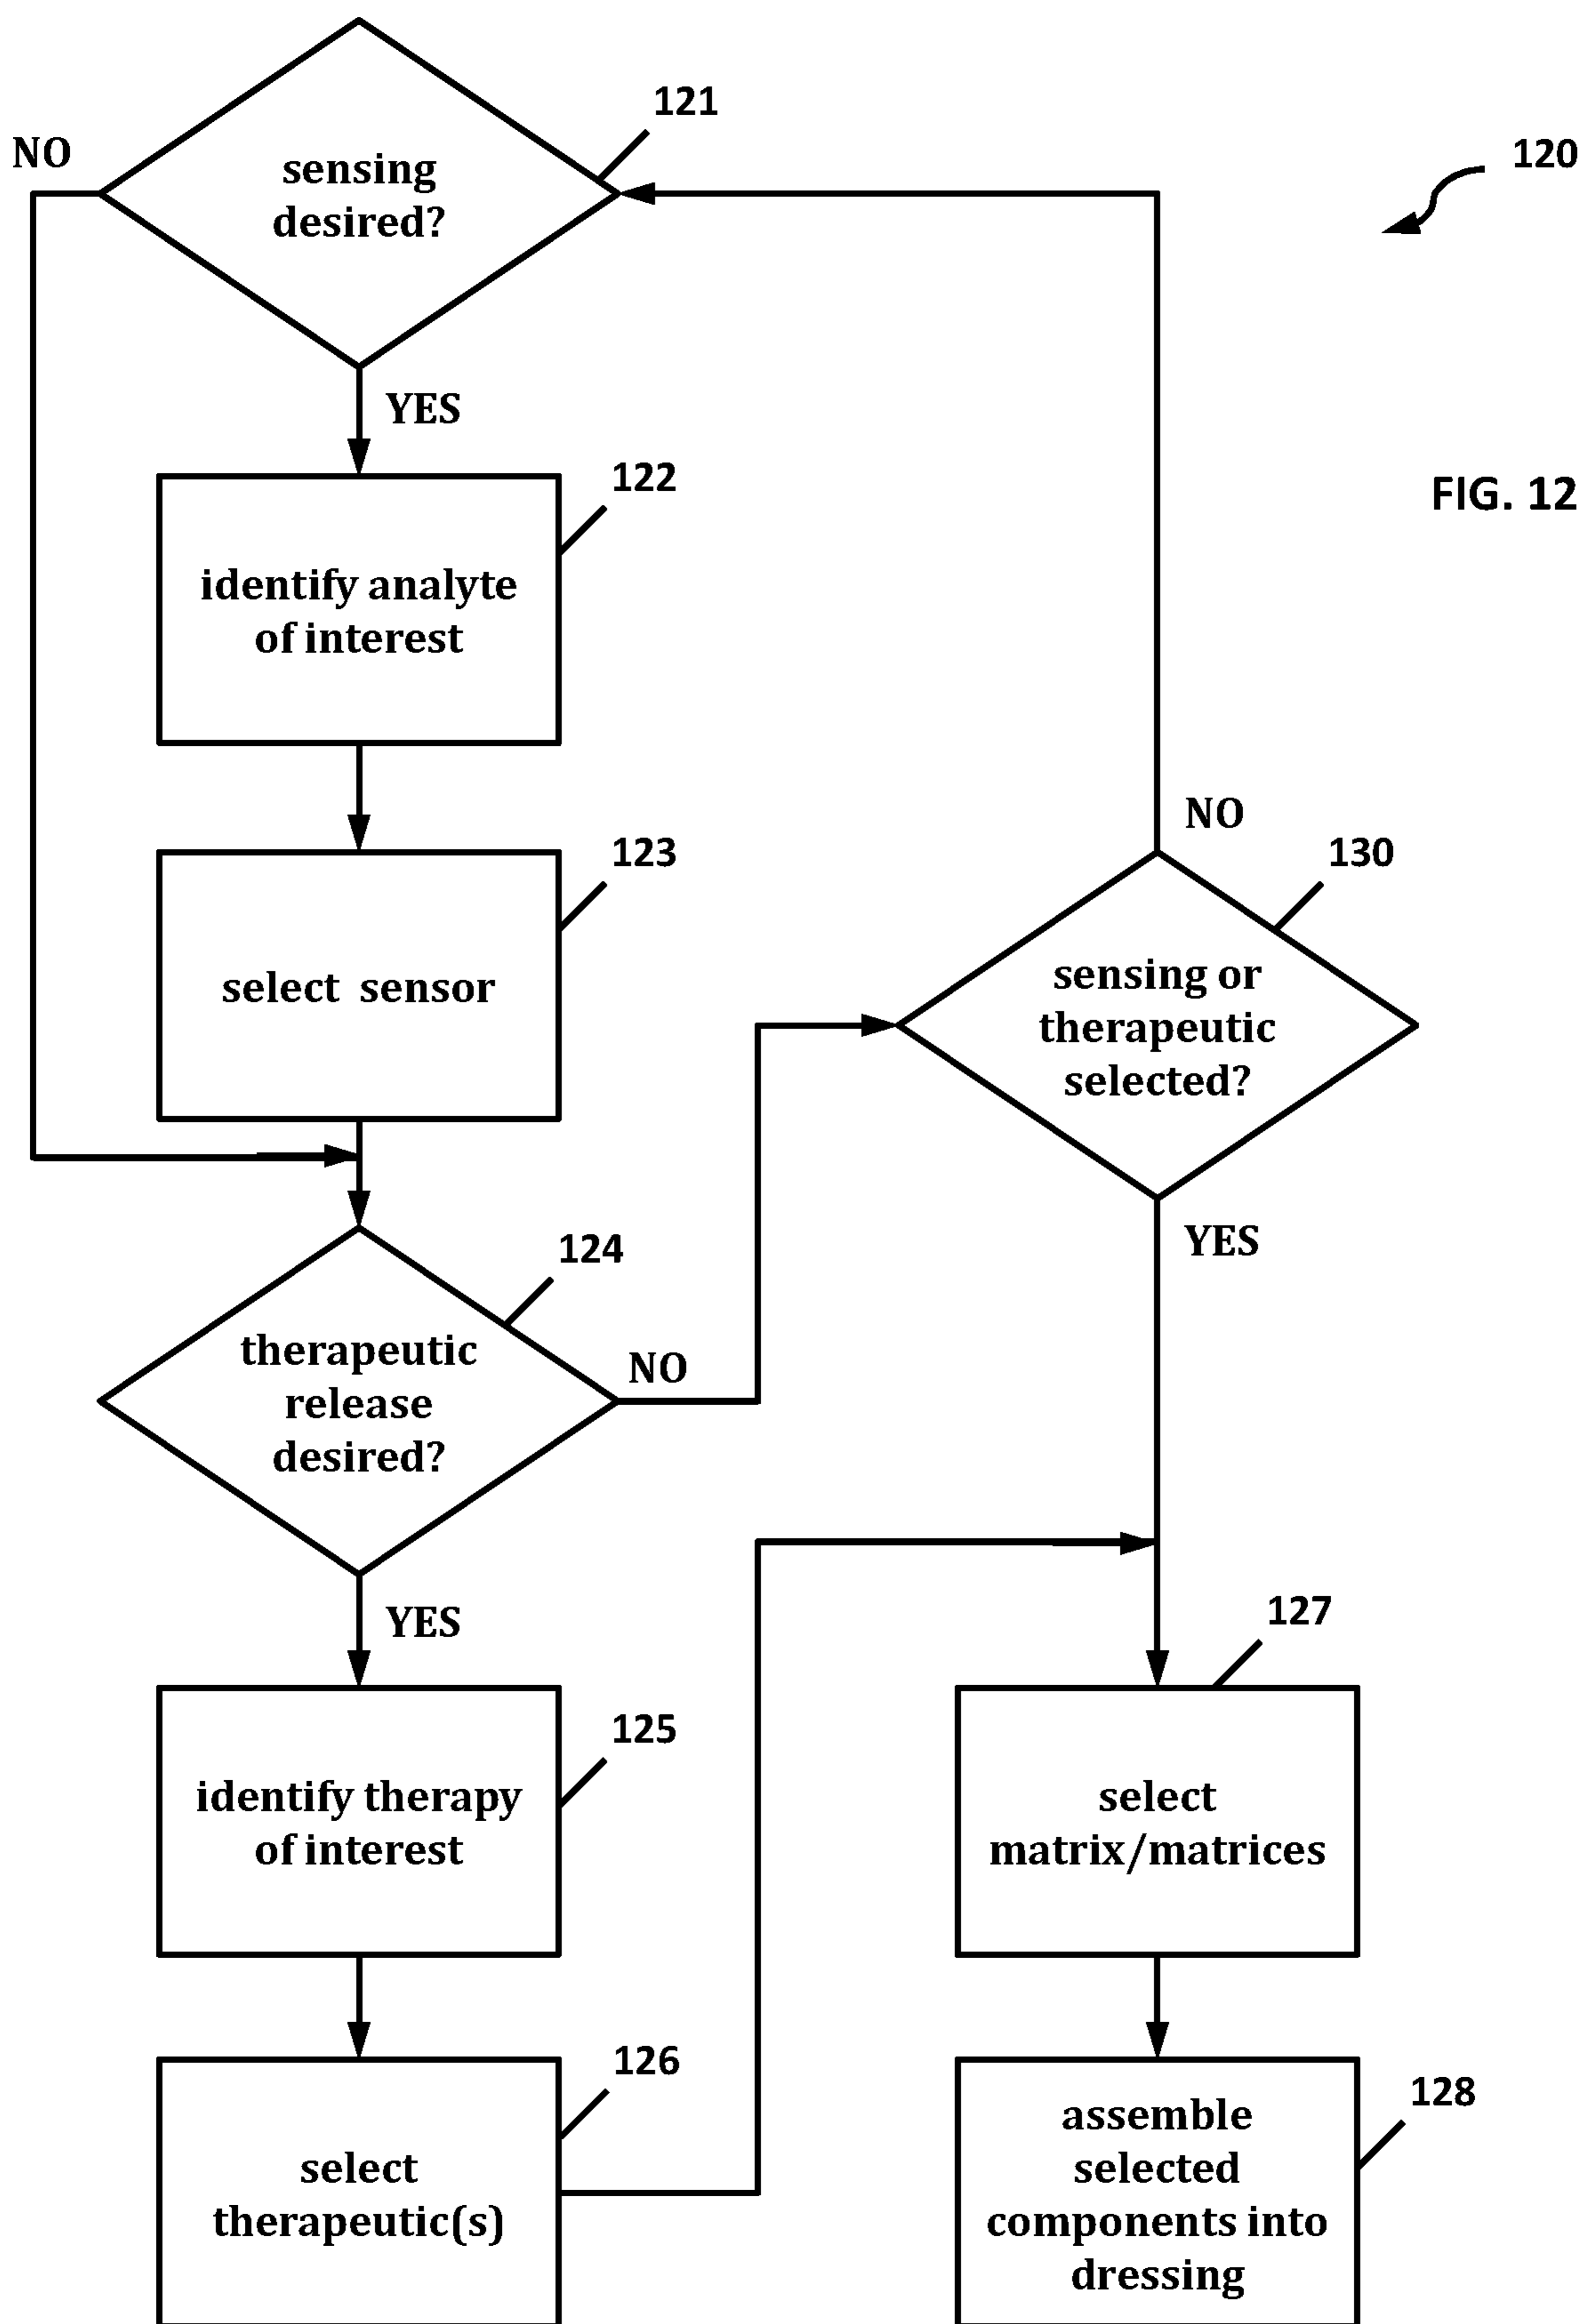 121
NO
sensing
desired?
120
YES
122
identify analyte
of interest
FIG. 12
123
select sensor
NO
130
sensing or
therapeutic
selected?
YES
124
therapeutic
release
desired?
NO
YES
125
identify therapy
of interest
127
select
matrix/matrices
126
select
therapeutic(s)
128
assemble
selected
components into
dressing